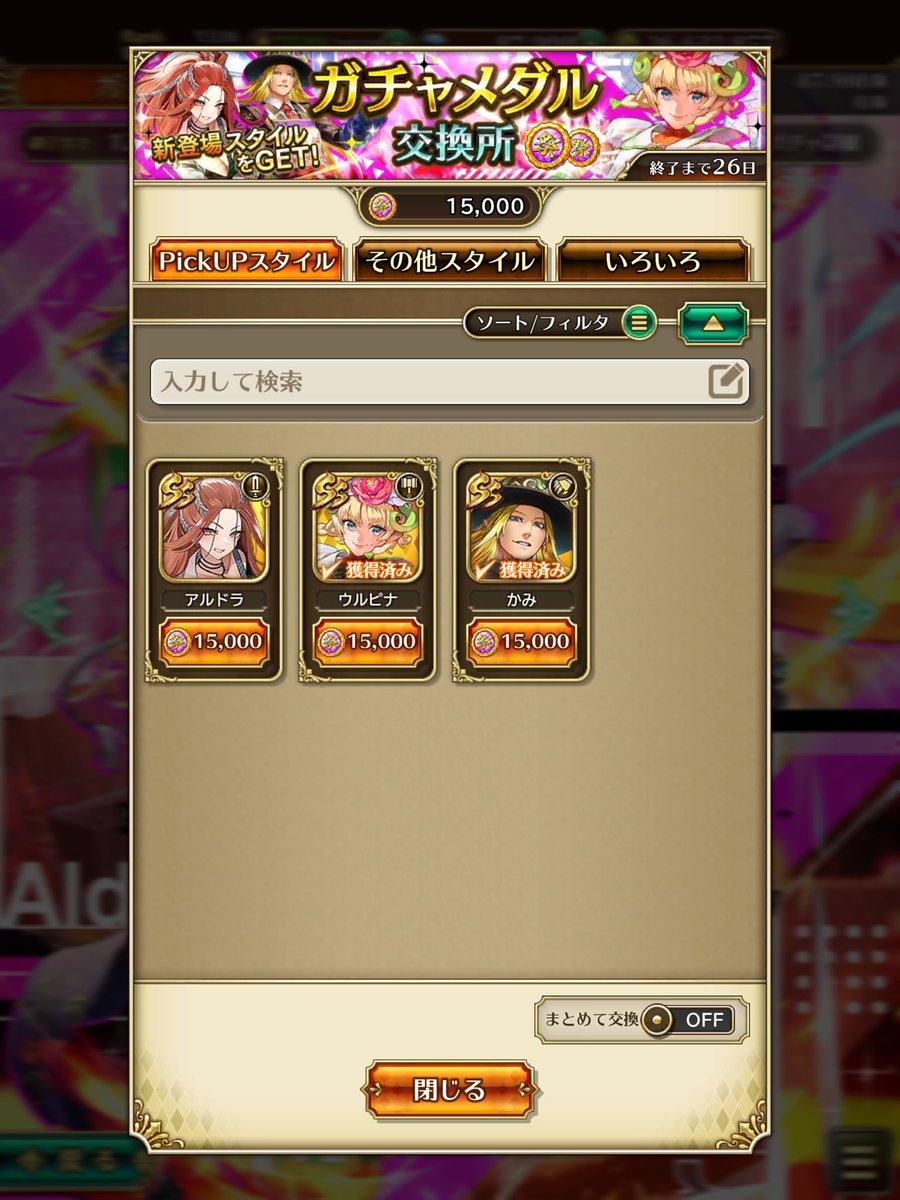 ガチャメダル
交換所
新登場スタイル
をGET!
終了まで26日
15,000
PickUPスタイル
その他スタイル
いろいろ
ソート/フィルタ
入力して検索
SS
SS
SS
獲得済み
獲得済み
アルドラ
ウルピナ
かみ
15,000
15,000
15,000
Ald
まとめて交換
OFF
閉じる
戻る